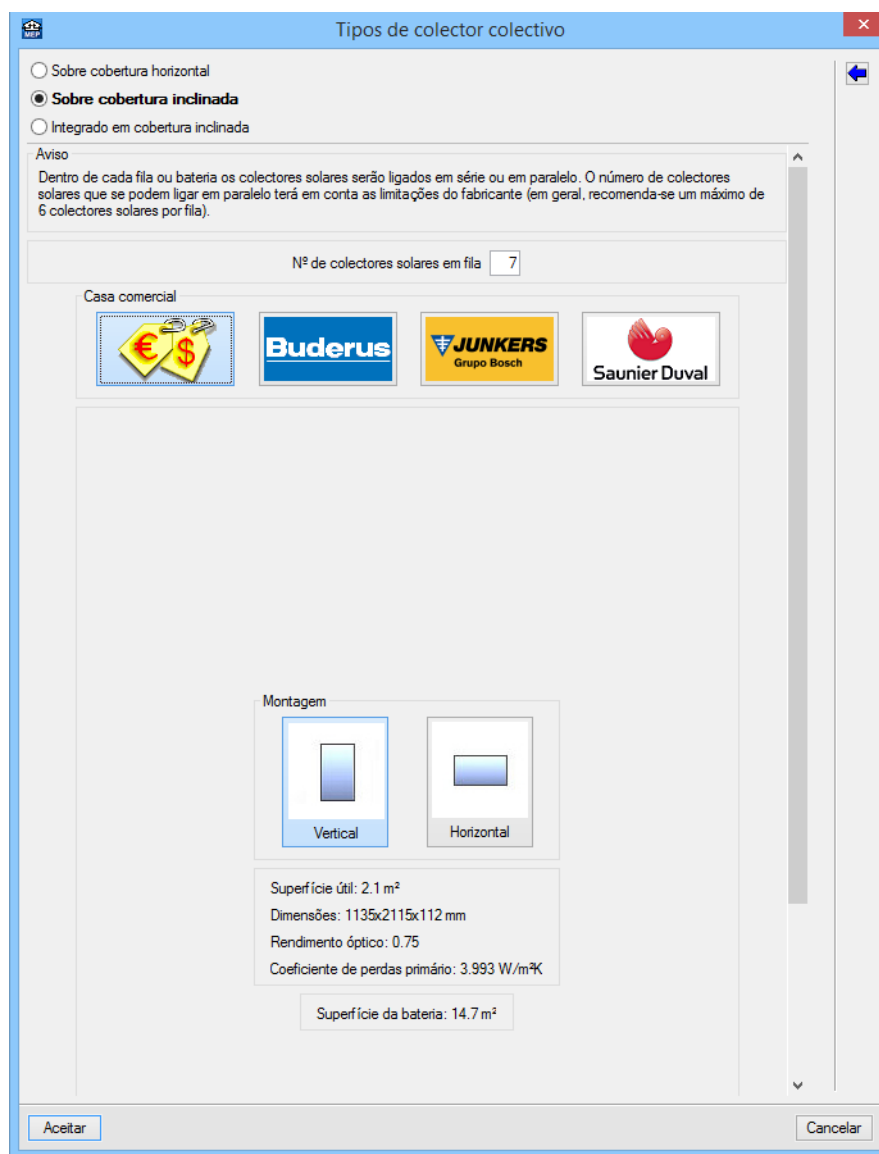 MEP
Tipos de colector colectivo
Sobre cobertura horizontal
Sobre cobertura inclinada
Integrado em cobertura inclinada
Aviso
Dentro de cada fila ou bateria os colectores solares serão ligados em série ou em paralelo. O número de colectores
solares que se podem ligar em paralelo terá em conta as limitações do fabricante (em geral, recomenda-se um máximo de
6 colectores solares por fila).
Nº de colectores solares em fila 7
Casa comercial
€ $
Buderus
JUNKERS
Grupo Bosch
Saunier Duval
Montagem
Vertical
Horizontal
Superfície útil: 2.1 m²
Dimensões: 1135x2115x112 mm
Rendimento óptico: 0.75
Coeficiente de perdas primário: 3.993 W/m²K
Superfície da bateria: 14.7 m²
Aceitar
Cancelar